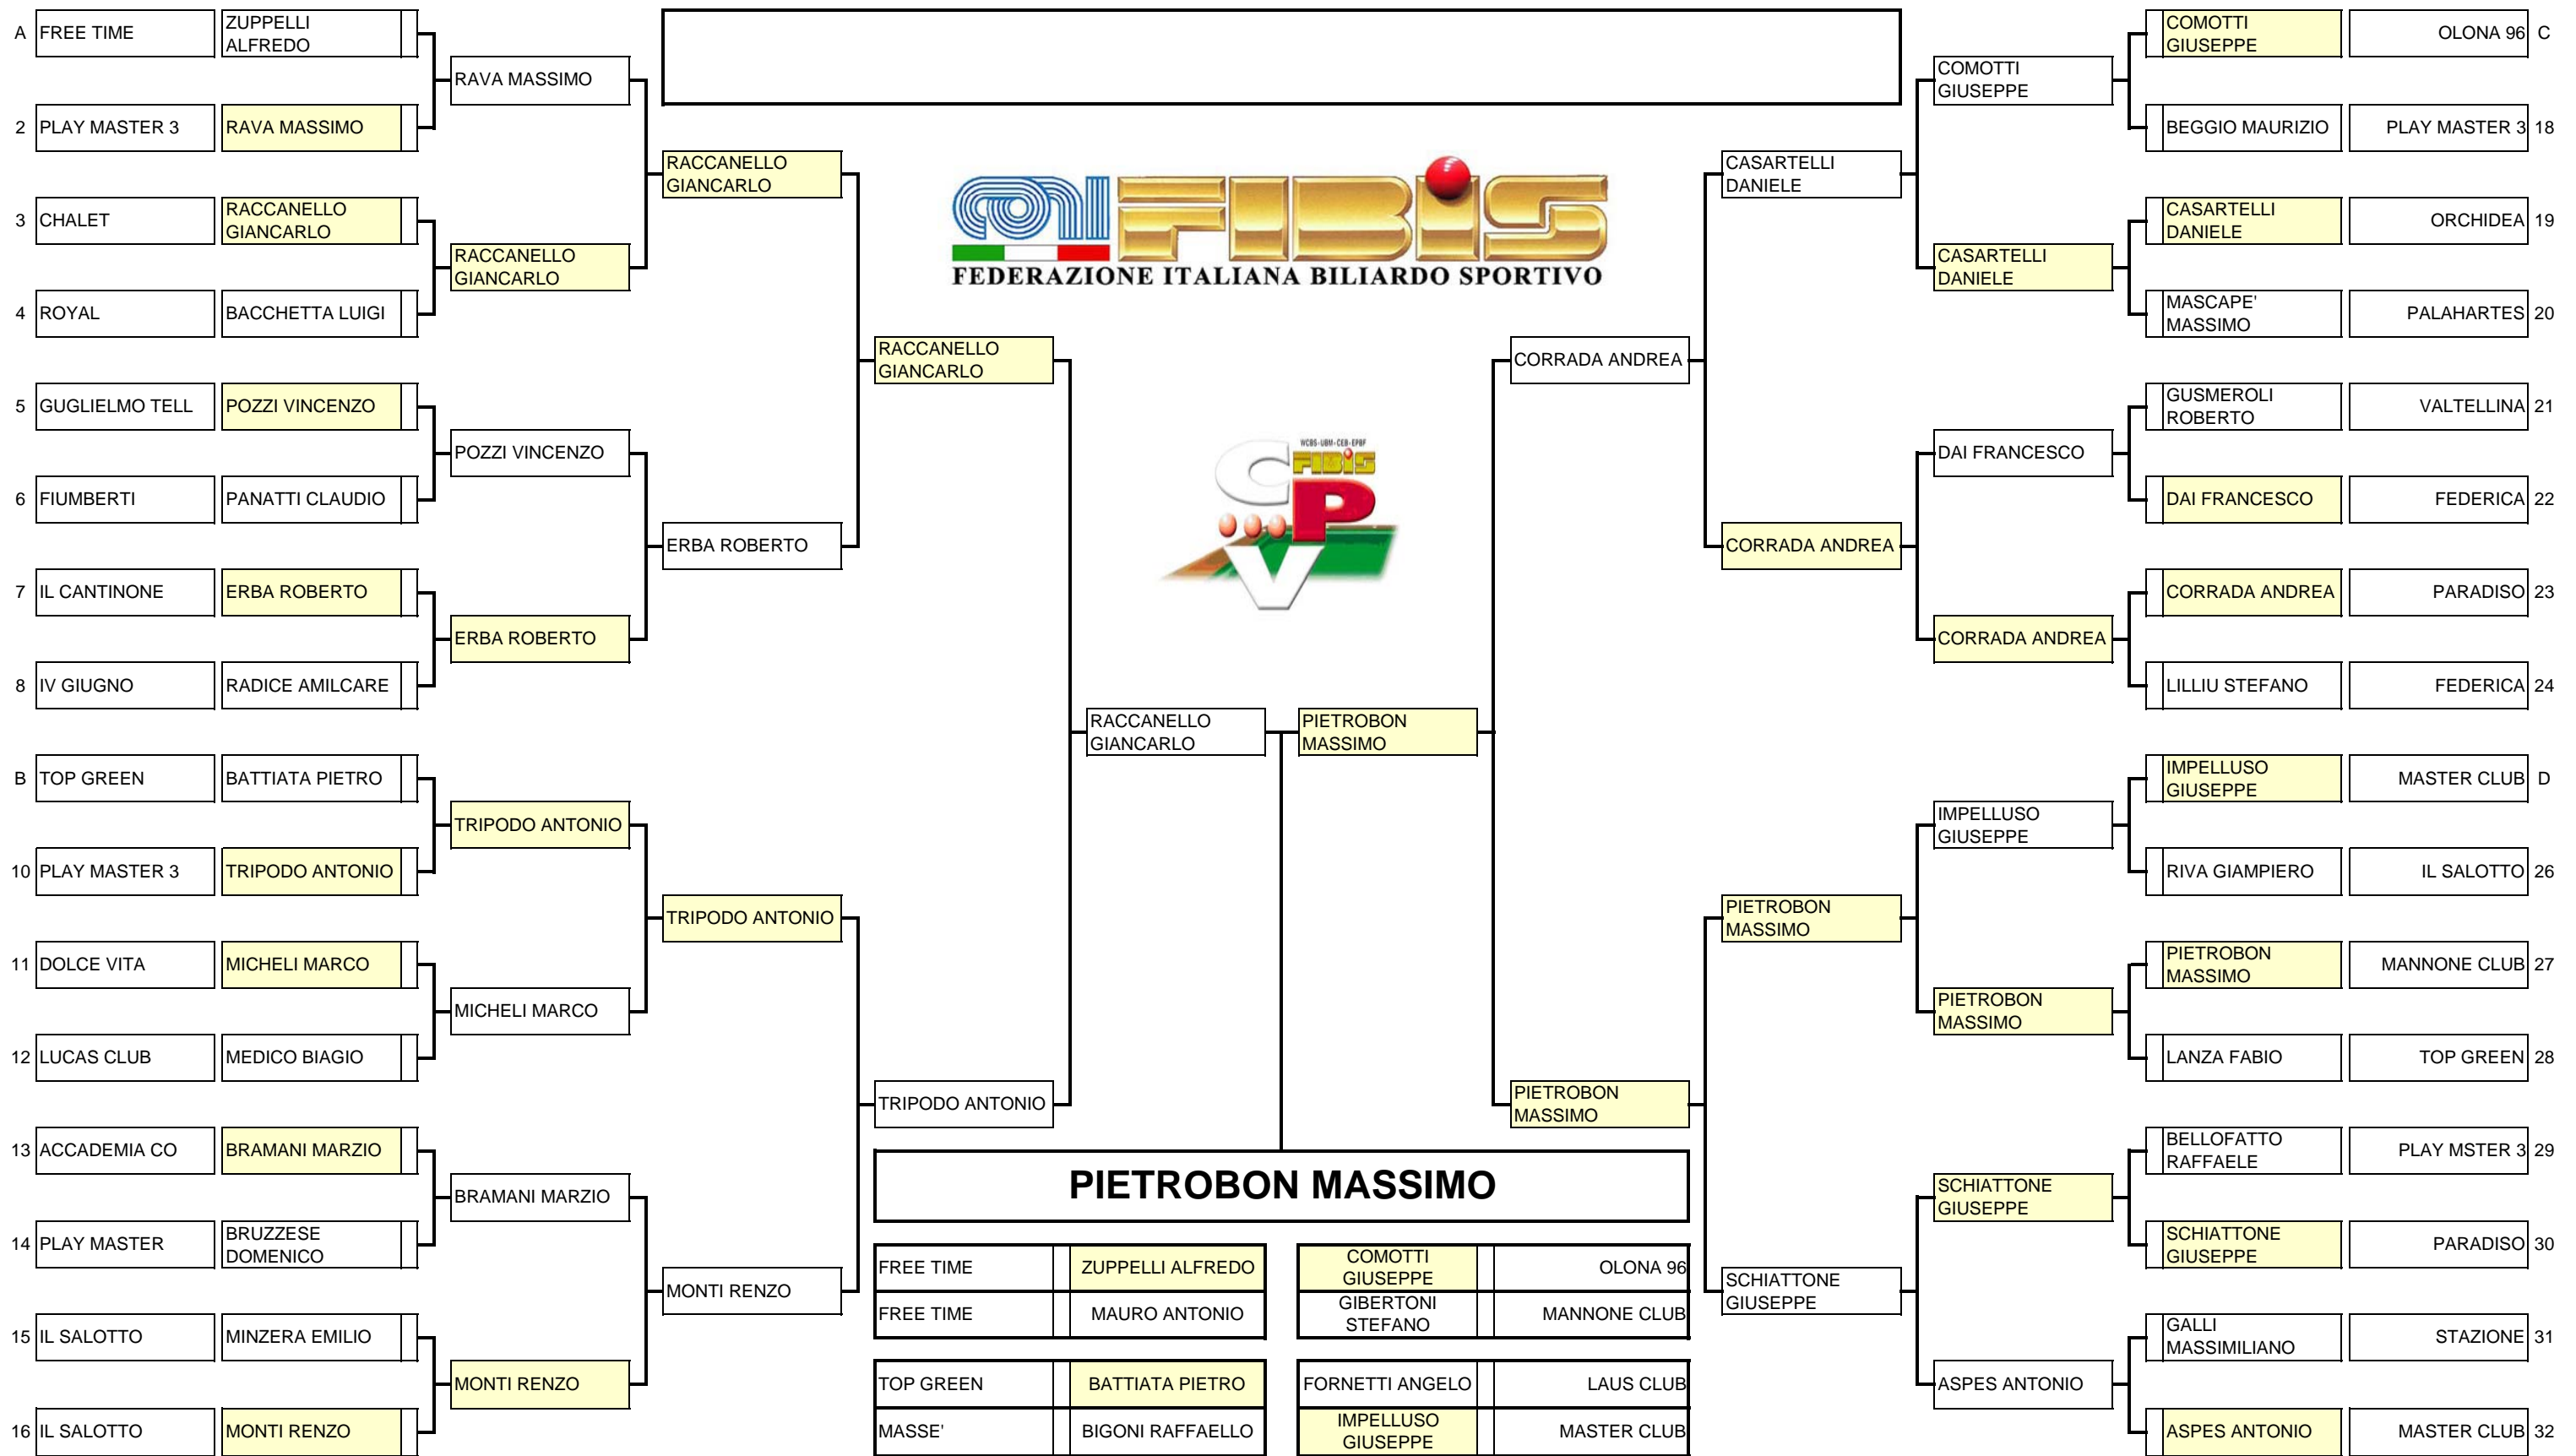 A FREE TIME ZUPPELLI ALFREDO
2 PLAY MASTER 3 RAVA MASSIMO
3 CHALET RACCANELLO GIANCARLO
4 ROYAL BACCHETTA LUIGI
5 GUGLIELMO TELL POZZI VINCENZO
6 FIUMBERTI PANATTI CLAUDIO
7 IL CANTINONE ERBA ROBERTO
8 IV GIUGNO RADICE AMILCARE
B TOP GREEN BATTIATA PIETRO
10 PLAY MASTER 3 TRIPODO ANTONIO
11 DOLCE VITA MICHELI MARCO
12 LUCAS CLUB MEDICO BIAGIO
13 ACCADEMIA CO BRAMANI MARZIO
14 PLAY MASTER BRUZZESE DOMENICO
15 IL SALOTTO MINZERA EMILIO
16 IL SALOTTO MONTI RENZO
RAVA MASSIMO
RACCANELLO GIANCARLO
POZZI VINCENZO
ERBA ROBERTO
TRIPODO ANTONIO
MICHELI MARCO
BRAMANI MARZIO
MONTI RENZO
RACCANELLO GIANCARLO
ERBA ROBERTO
TRIPODO ANTONIO
MONTI RENZO
RACCANELLO GIANCARLO
TRIPODO ANTONIO
RACCANELLO GIANCARLO
CONI FIBIS
FEDERAZIONE ITALIANA BILIARDO SPORTIVO
WCBS-UBM-CEB-EPBF
FIBIS
C P V
PIETROBON MASSIMO
CORRADA ANDREA
PIETROBON MASSIMO
CASARTELLI DANIELE
CORRADA ANDREA
PIETROBON MASSIMO
SCHIATTONE GIUSEPPE
COMOTTI GIUSEPPE
CASARTELLI DANIELE
DAI FRANCESCO
CORRADA ANDREA
IMPELLUSO GIUSEPPE
PIETROBON MASSIMO
SCHIATTONE GIUSEPPE
ASPES ANTONIO
COMOTTI GIUSEPPE OLONA 96 C
BEGGIO MAURIZIO PLAY MASTER 3 18
CASARTELLI DANIELE ORCHIDEA 19
MASCAPE' MASSIMO PALAHARTES 20
GUSMEROLI ROBERTO VALTELLINA 21
DAI FRANCESCO FEDERICA 22
CORRADA ANDREA PARADISO 23
LILLIU STEFANO FEDERICA 24
IMPELLUSO GIUSEPPE MASTER CLUB D
RIVA GIAMPIERO IL SALOTTO 26
PIETROBON MASSIMO MANNONE CLUB 27
LANZA FABIO TOP GREEN 28
BELLOFATTO RAFFAELE PLAY MSTER 3 29
SCHIATTONE GIUSEPPE PARADISO 30
GALLI MASSIMILIANO STAZIONE 31
ASPES ANTONIO MASTER CLUB 32
PIETROBON MASSIMO
FREE TIME ZUPPELLI ALFREDO
FREE TIME MAURO ANTONIO
COMOTTI GIUSEPPE OLONA 96
GIBERTONI STEFANO MANNONE CLUB
TOP GREEN BATTIATA PIETRO
MASSE' BIGONI RAFFAELLO
FORNETTI ANGELO LAUS CLUB
IMPELLUSO GIUSEPPE MASTER CLUB